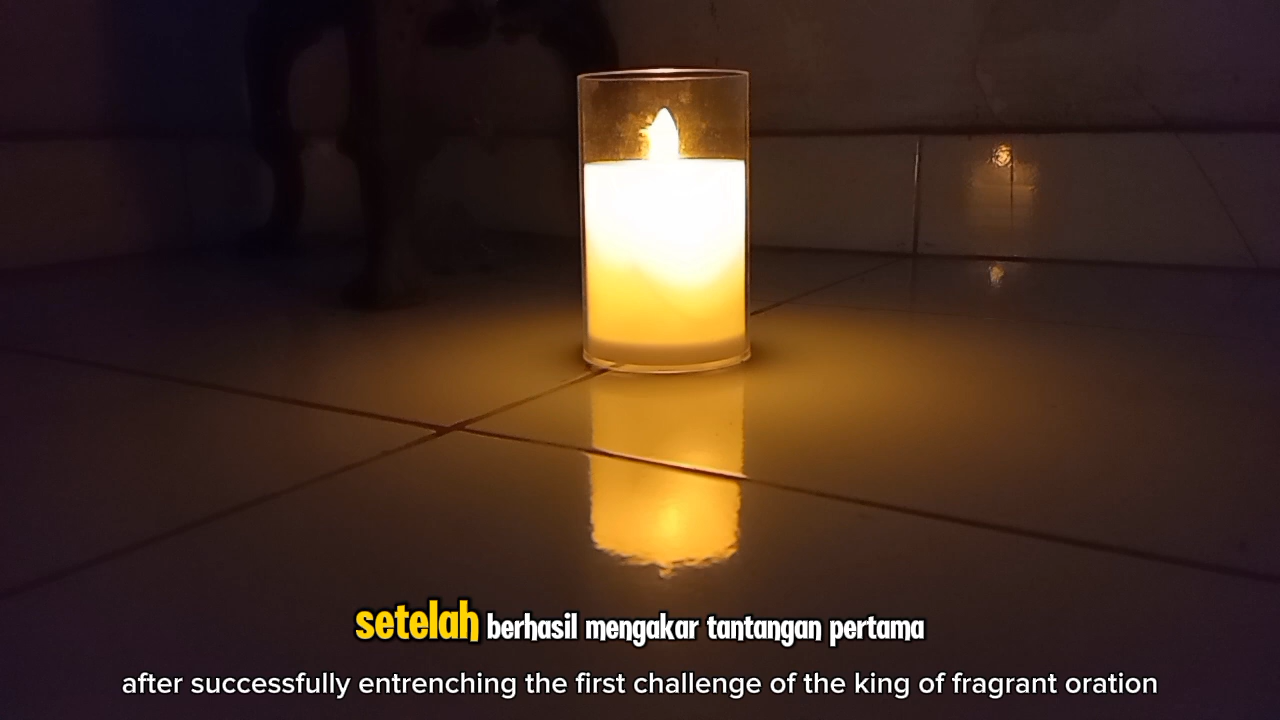 setelah berhasil mengakar tantangan pertama
after successfully entrenching the first challenge of the king of fragrant oration